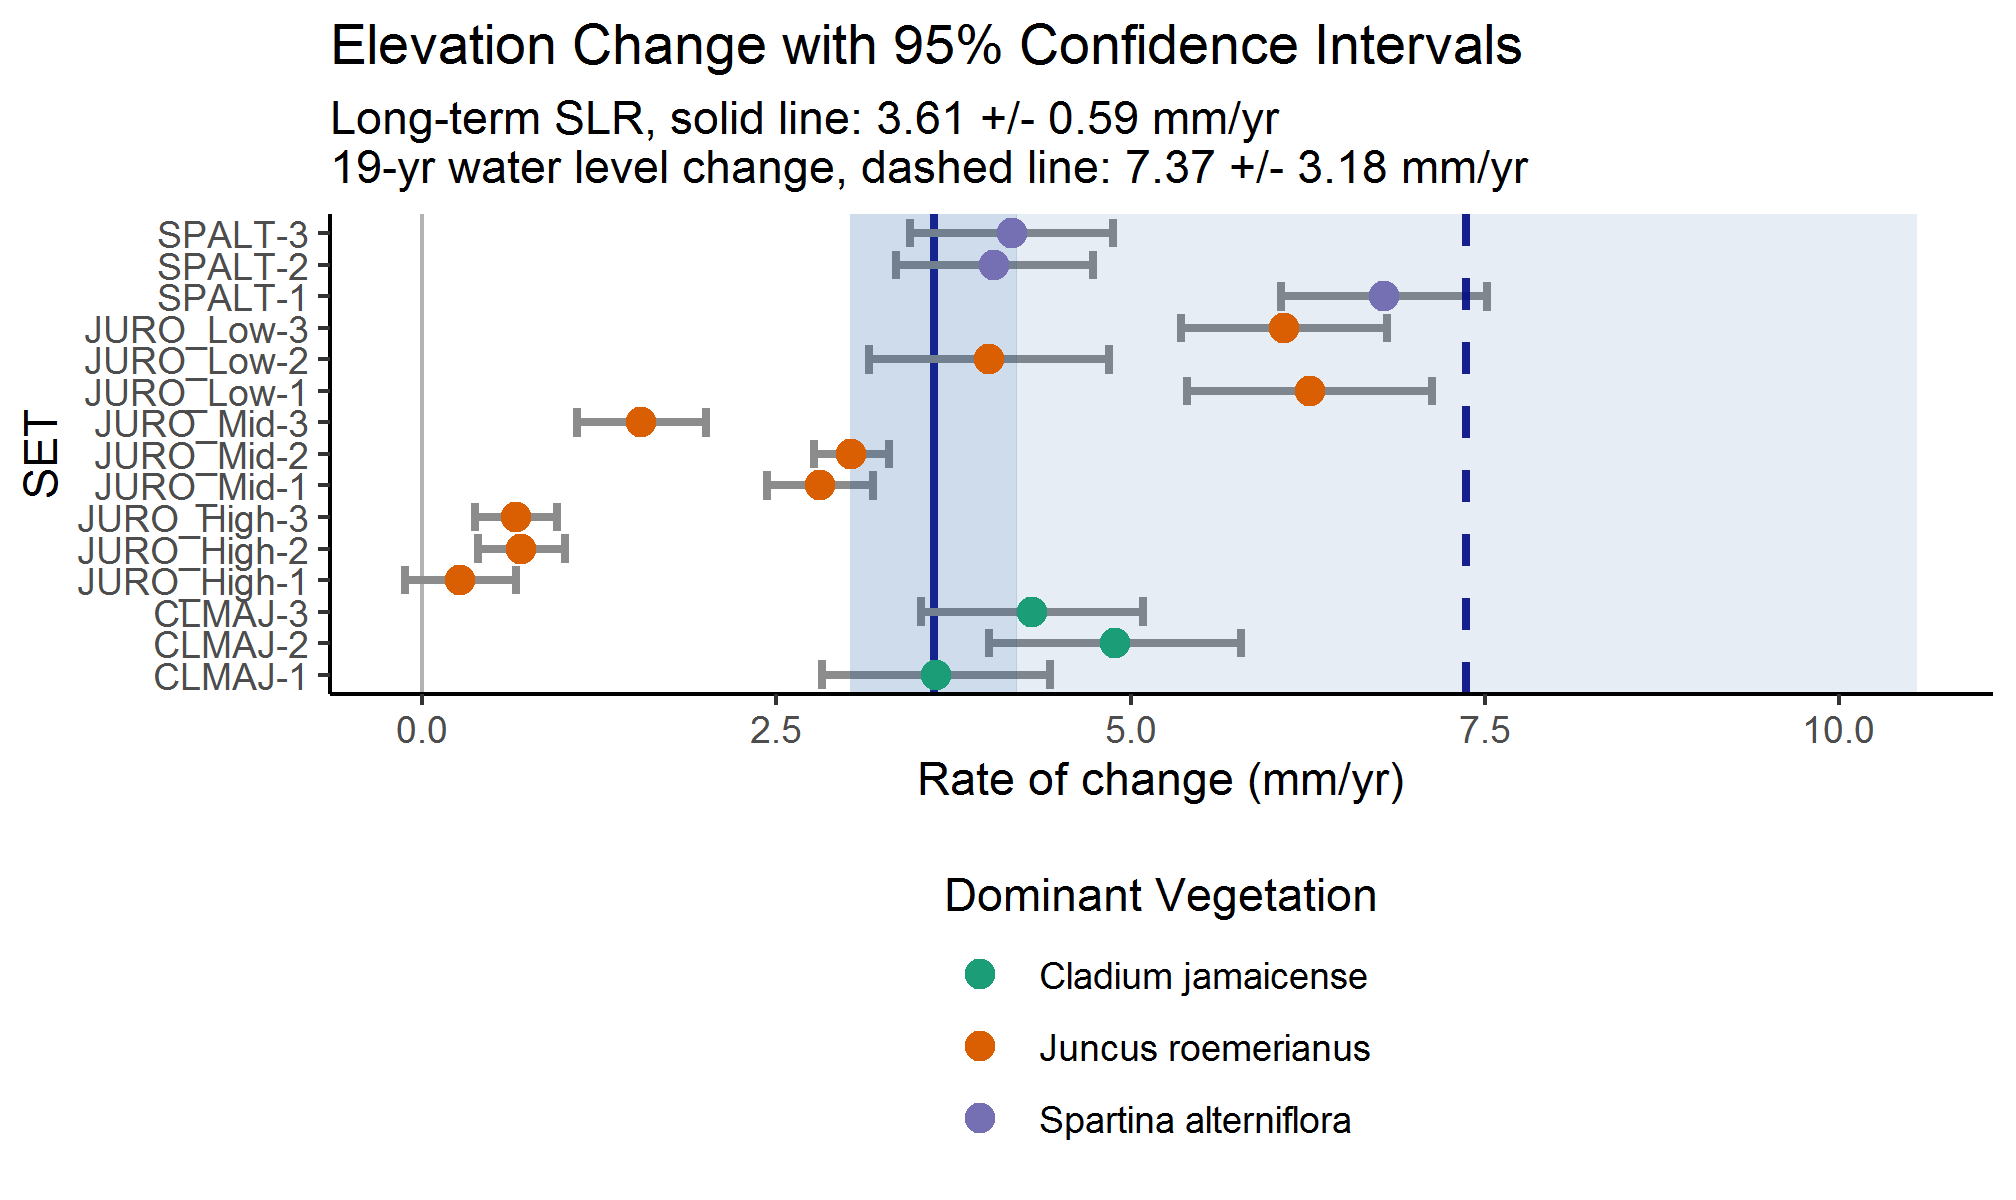 Elevation Change with 95% Confidence Intervals
Long-term SLR, solid line: 3.61 +/- 0.59 mm/yr
19-yr water level change, dashed line: 7.37 +/- 3.18 mm/yr
SET
SPALT-3
SPALT-2
SPALT-1
JURO_Low-3
JURO_Low-2
JURO_Low-1
JURO_Mid-3
JURO_Mid-2
JURO_Mid-1
JURO_High-3
JURO_High-2
JURO_High-1
CLMAJ-3
CLMAJ-2
CLMAJ-1
0.0 2.5 5.0 7.5 10.0
Rate of change (mm/yr)
Dominant Vegetation
Cladium jamaicense
Juncus roemerianus
Spartina alterniflora